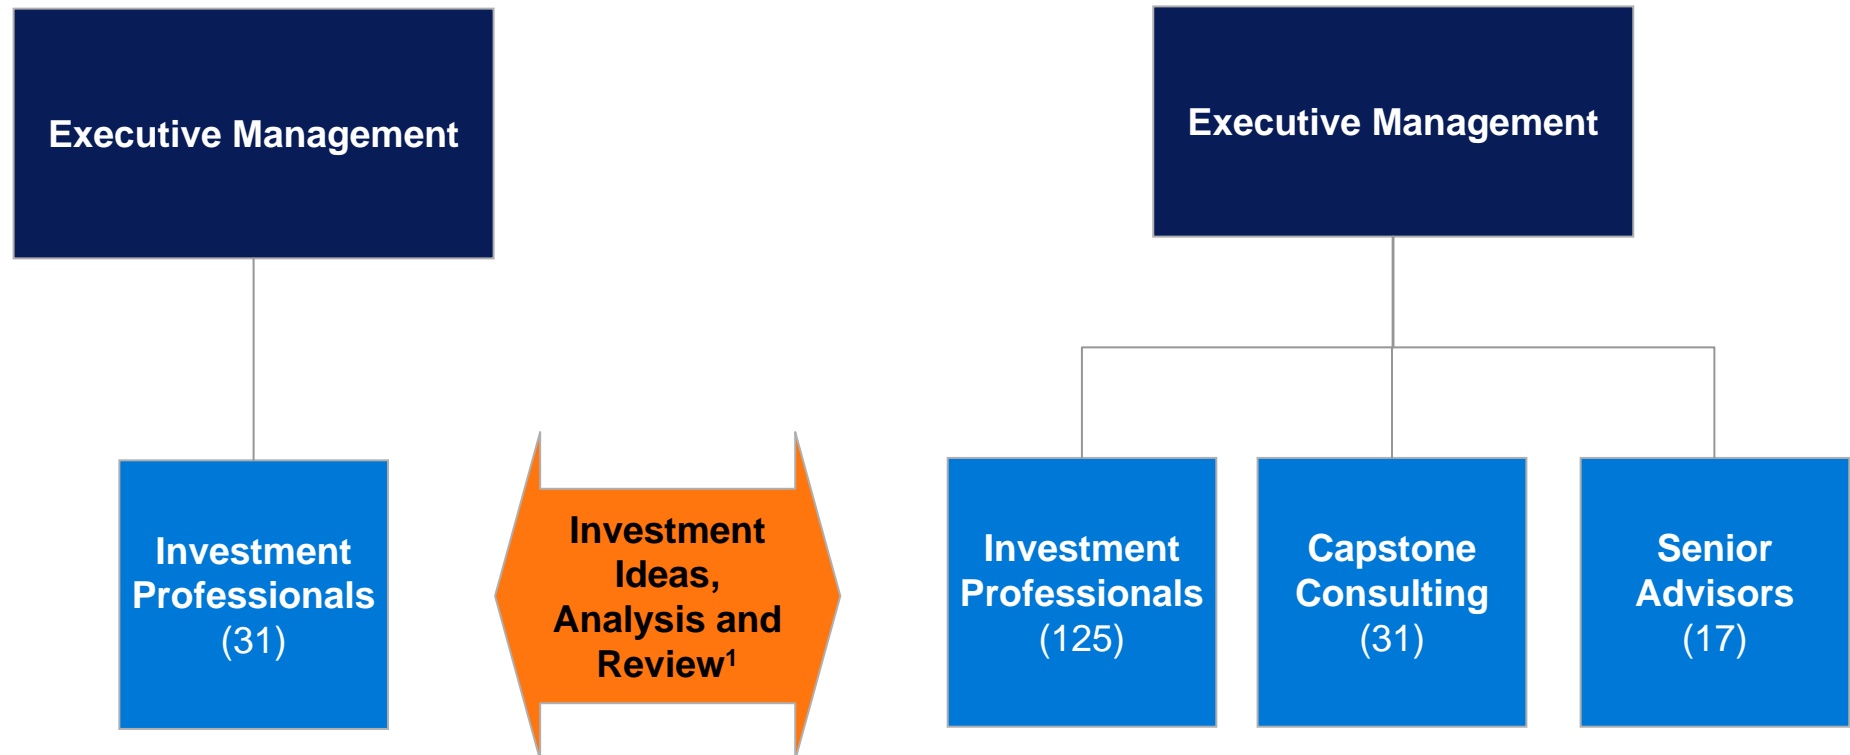 Executive Management
Executive Management
Investment
Professionals
(31)
Investment
Ideas,
Analysis and
Review¹
Investment
Professionals
(125)
Capstone
Consulting
(31)
Senior
Advisors
(17)